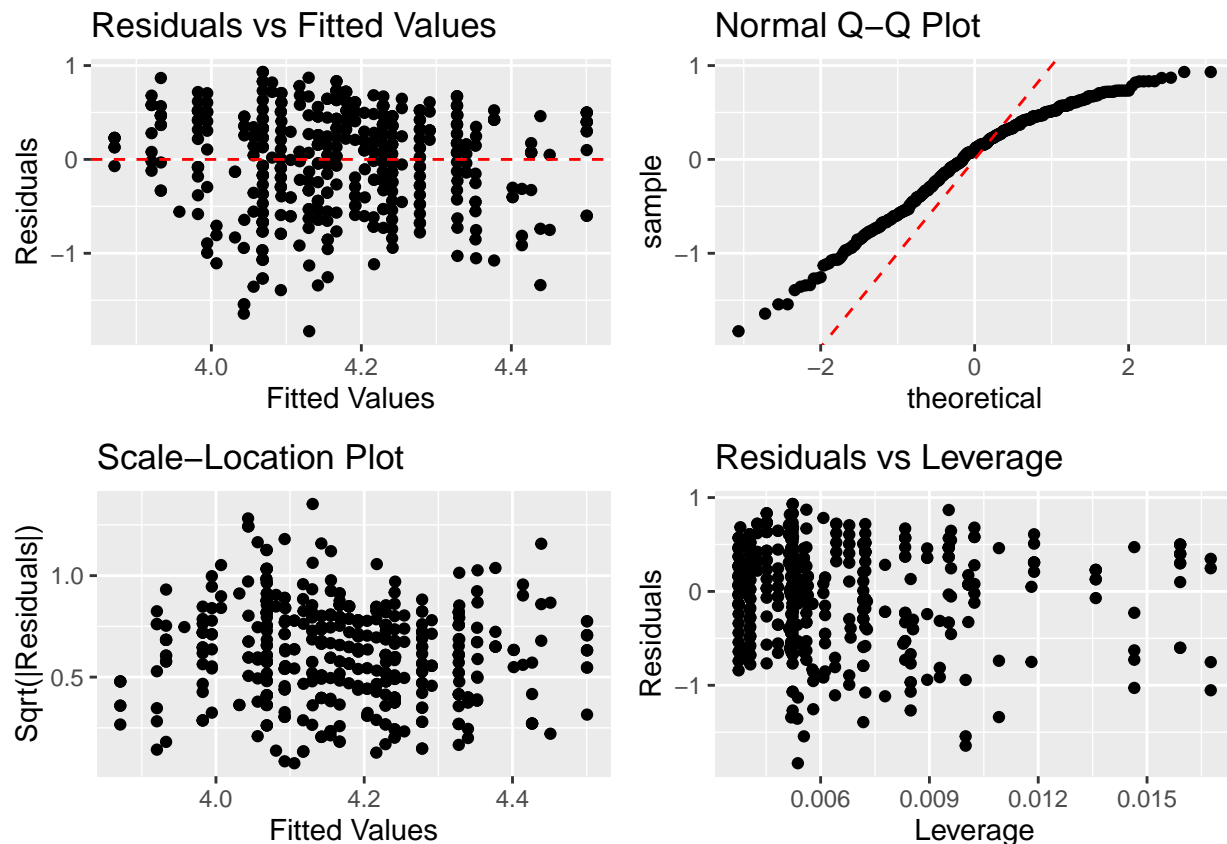 Residuals vs Fitted Values
1
0
−1
Residuals
4.0
4.2
4.4
Fitted Values
Normal Q−Q Plot
1
0
−1
sample
−2
0
2
theoretical
Scale−Location Plot
1.0
0.5
Sqrt(|Residuals|)
4.0
4.2
4.4
Fitted Values
Residuals vs Leverage
1
0
−1
Residuals
0.006
0.009
0.012
0.015
Leverage